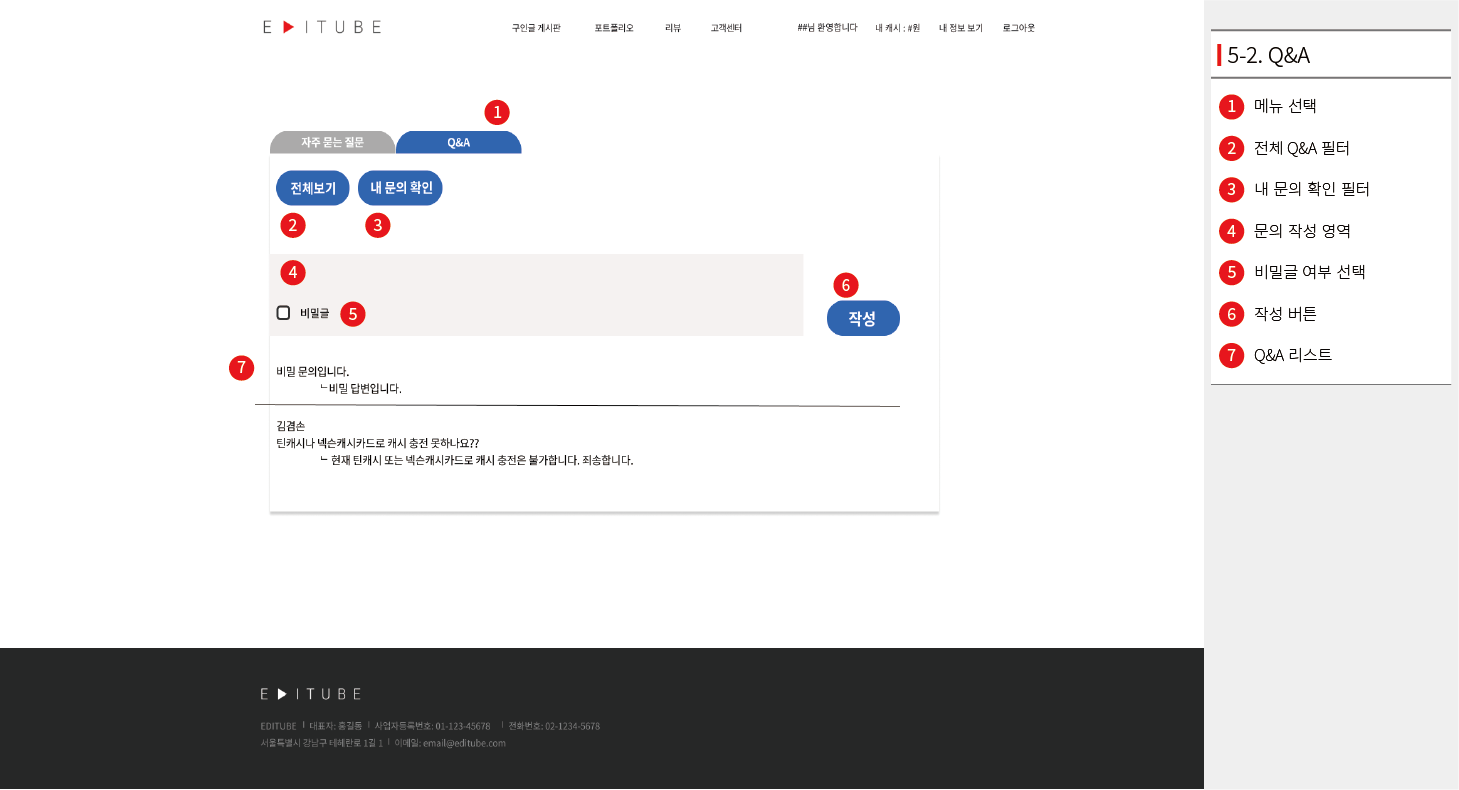 E▶ITUBE
구인글 게시판 포트폴리오 리뷰 고객센터 ##님 환영합니다 내 캐시 : #원 내 정보 보기 로그아웃
1
자주 묻는 질문 Q&A
전체보기 내 문의 확인
2 3
4
비밀글 5
6
작성
7
비밀 문의입니다.
ㄴ비밀 답변입니다.
김겸손
틴캐시나 넥슨캐시카드로 캐시 충전 못하나요??
ㄴ 현재 틴캐시 또는 넥슨캐시카드로 캐시 충전은 불가합니다. 죄송합니다.
E▶ITUBE
EDITUBE | 대표자: 홍길동 | 사업자등록번호: 01-123-45678 | 전화번호: 02-1234-5678
서울특별시 강남구 테헤란로 1길 1 | 이메일: email@editube.com
5-2. Q&A
1 메뉴 선택
2 전체 Q&A 필터
3 내 문의 확인 필터
4 문의 작성 영역
5 비밀글 여부 선택
6 작성 버튼
7 Q&A 리스트